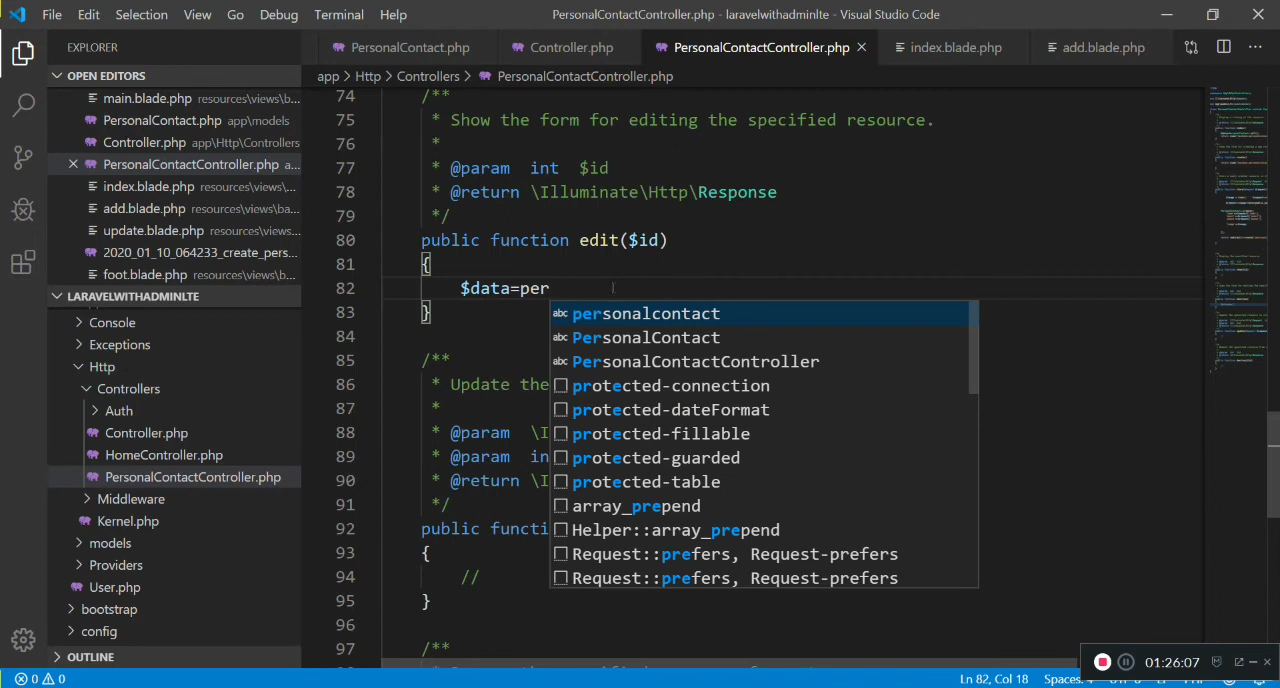 File Edit Selection View Go Debug Terminal Help PersonalContactController.php - laravelwithadminlte - Visual Studio Code
EXPLORER
PersonalContact.php Controller.php PersonalContactController.php index.blade.php add.blade.php
OPEN EDITORS
app > Http > Controllers > PersonalContactController.php
main.blade.php resources\views\b...
PersonalContact.php app\models
Controller.php app\Http\Controllers
PersonalContactController.php a...
index.blade.php resources\views\...
add.blade.php resources\views\ba...
update.blade.php resources\views...
2020_01_10_064233_create_pers...
foot.blade.php resources\views\ba...
LARAVELWITHADMINLTE
Console
Exceptions
Http
Controllers
Auth
Controller.php
HomeController.php
PersonalContactController.php
Middleware
Kernel.php
models
Providers
User.php
bootstrap
config
OUTLINE
74 /**
75 * Show the form for editing the specified resource.
76 *
77 * @param int $id
78 * @return \Illuminate\Http\Response
79 */
80 public function edit($id)
81 {
82 $data=per
83 }
84
85 /**
86 * Update the
87 *
88 * @param \I
89 * @param in
90 * @return \I
91 */
92 public functi
93 {
94 //
95 }
96
97 /**
abc personalcontact
abc PersonalContact
abc PersonalContactController
protected-connection
protected-dateFormat
protected-fillable
protected-guarded
protected-table
array_prepend
Helper::array_prepend
Request::prefers, Request-prefers
Request::prefers, Request-prefers
01:26:07
0 0 Ln 82, Col 18